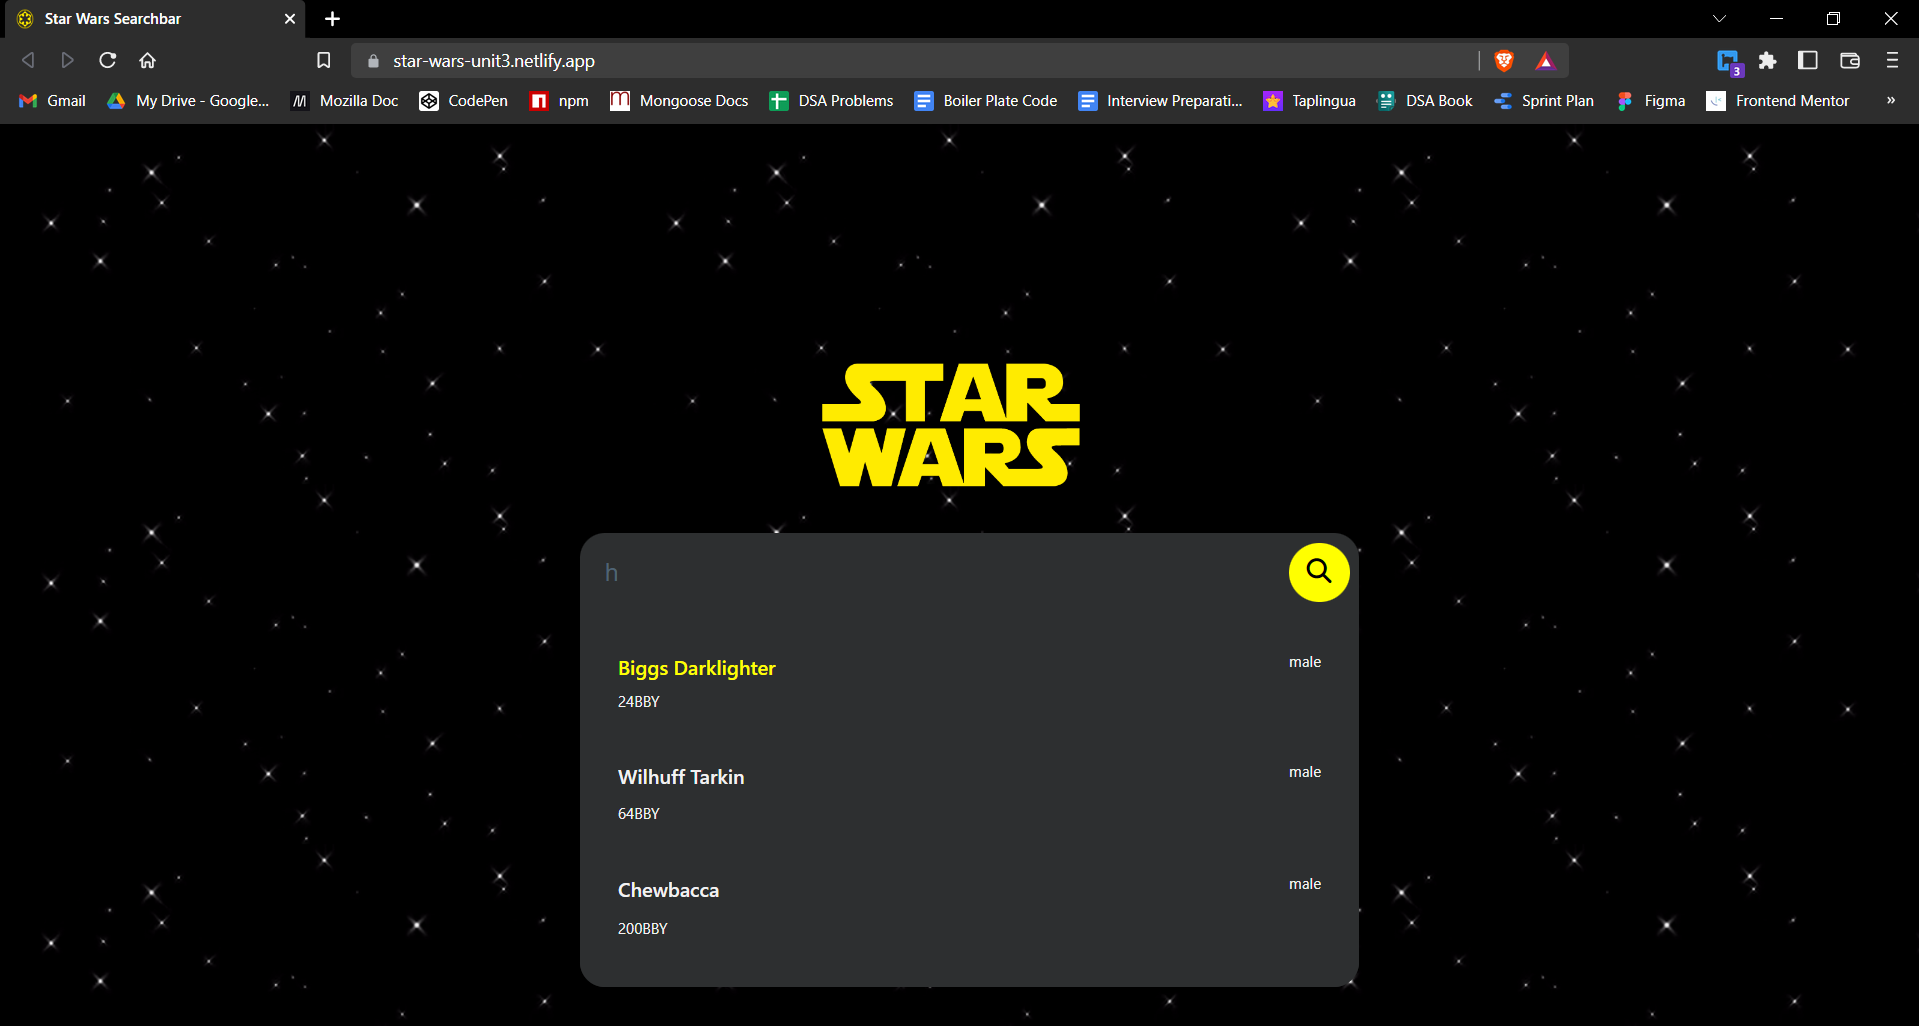 Star Wars Searchbar
star-wars-unit3.netlify.app
3
Gmail My Drive - Google... Mozilla Doc CodePen npm Mongoose Docs DSA Problems Boiler Plate Code Interview Preparati... Taplingua DSA Book Sprint Plan Figma Frontend Mentor »
STAR
WARS
h
Biggs Darklighter male
24BBY
Wilhuff Tarkin male
64BBY
Chewbacca male
200BBY